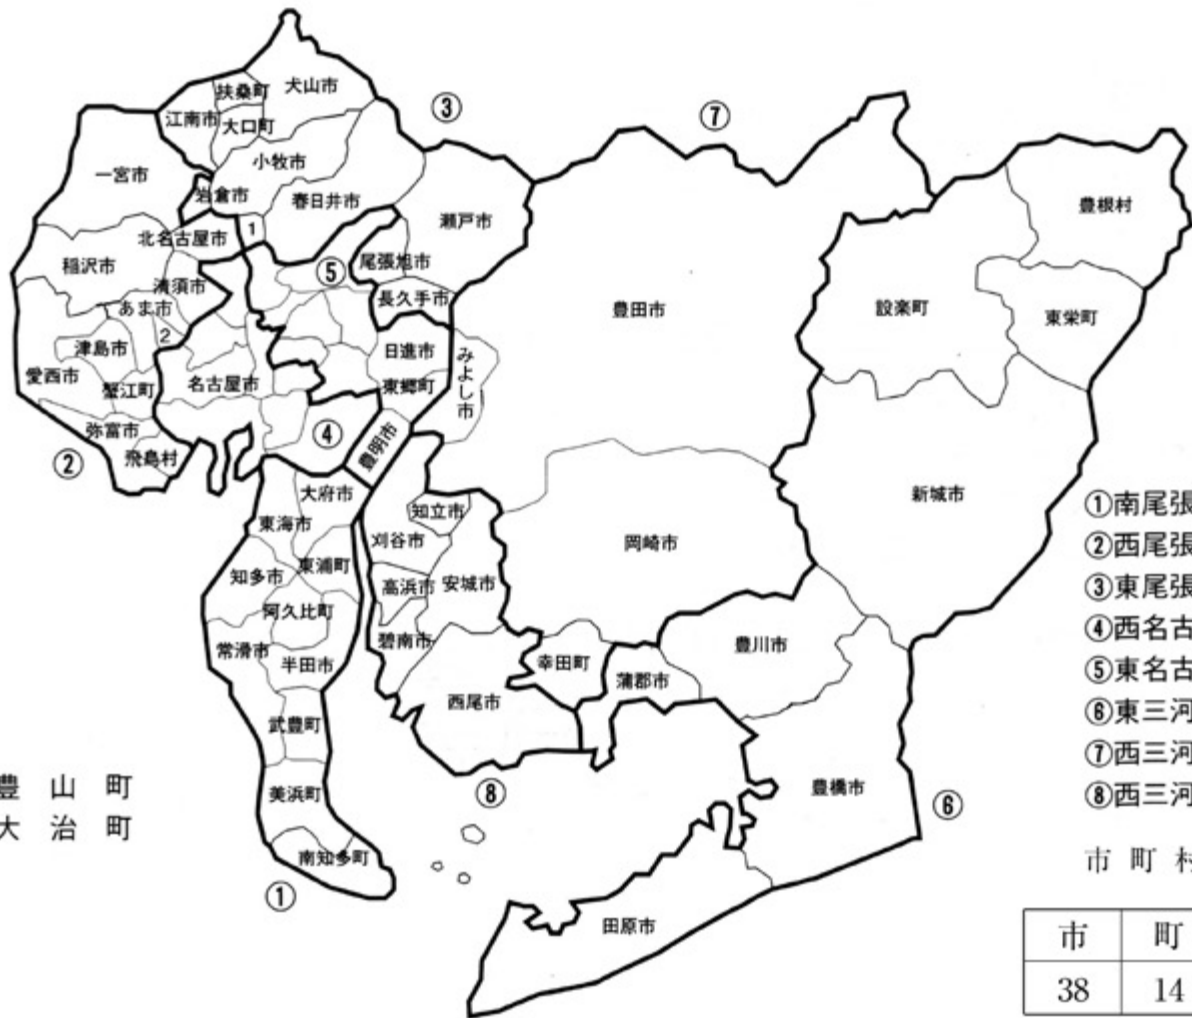 犬山市
扶桑町
③
⑦
江南市
大口町
小牧市
一宮市
岩倉市
春日井市
瀬戸市
豊根村
北名古屋市
1
稲沢市
⑤
尾張旭市
清須市
長久手市
あま市
豊田市
設楽町
東栄町
2
津島市
日進市
みよし市
愛西市
蟹江町
名古屋市
東郷町
弥富市
④
豊明市
②
飛島村
大府市
新城市
①南尾張
知立市
東海市
刈谷市
岡崎市
②西尾張
東浦町
知多市
高浜市
安城市
③東尾張
阿久比町
④西名古
碧南市
豊川市
常滑市
半田市
幸田町
⑤東名古
蒲郡市
西尾市
⑥東三河
武豊町
⑦西三河
豊山町
美浜町
⑧
豊橋市
⑥
⑧西三河
大治町
南知多町
市町村
①
田原市
市 町
38 14